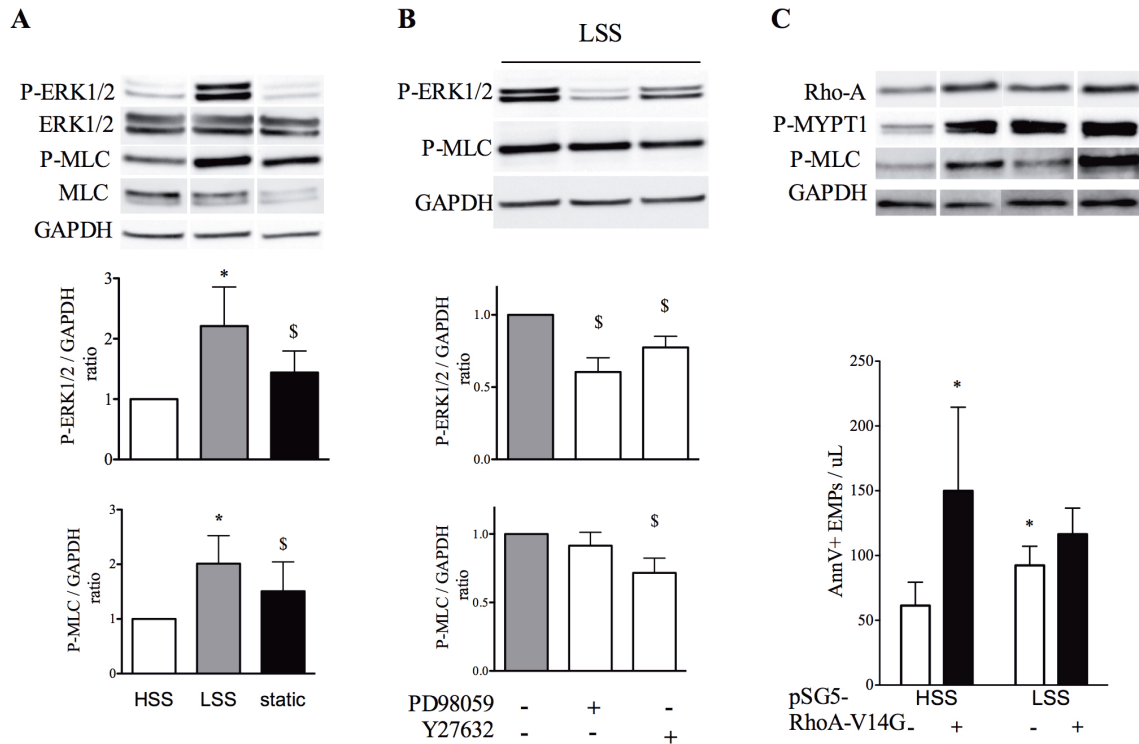 A
P-ERK1/2
ERK1/2
P-MLC
MLC
GAPDH
3
2
1
0
P-ERK1/2 / GAPDH
ratio
*
$
3
2
1
0
P-MLC / GAPDH
ratio
*
$
HSS LSS static
B
LSS
P-ERK1/2
P-MLC
GAPDH
1.0
0.5
0.0
P-ERK1/2 / GAPDH
ratio
$
$
1.0
0.5
0.0
P-MLC / GAPDH
ratio
$
PD98059 - + -
Y27632 - - +
C
Rho-A
P-MYPT1
P-MLC
GAPDH
250
200
150
100
50
0
AnnV+ EMPs / uL
*
*
HSS LSS
pSG5-
RhoA-V14G - + - +